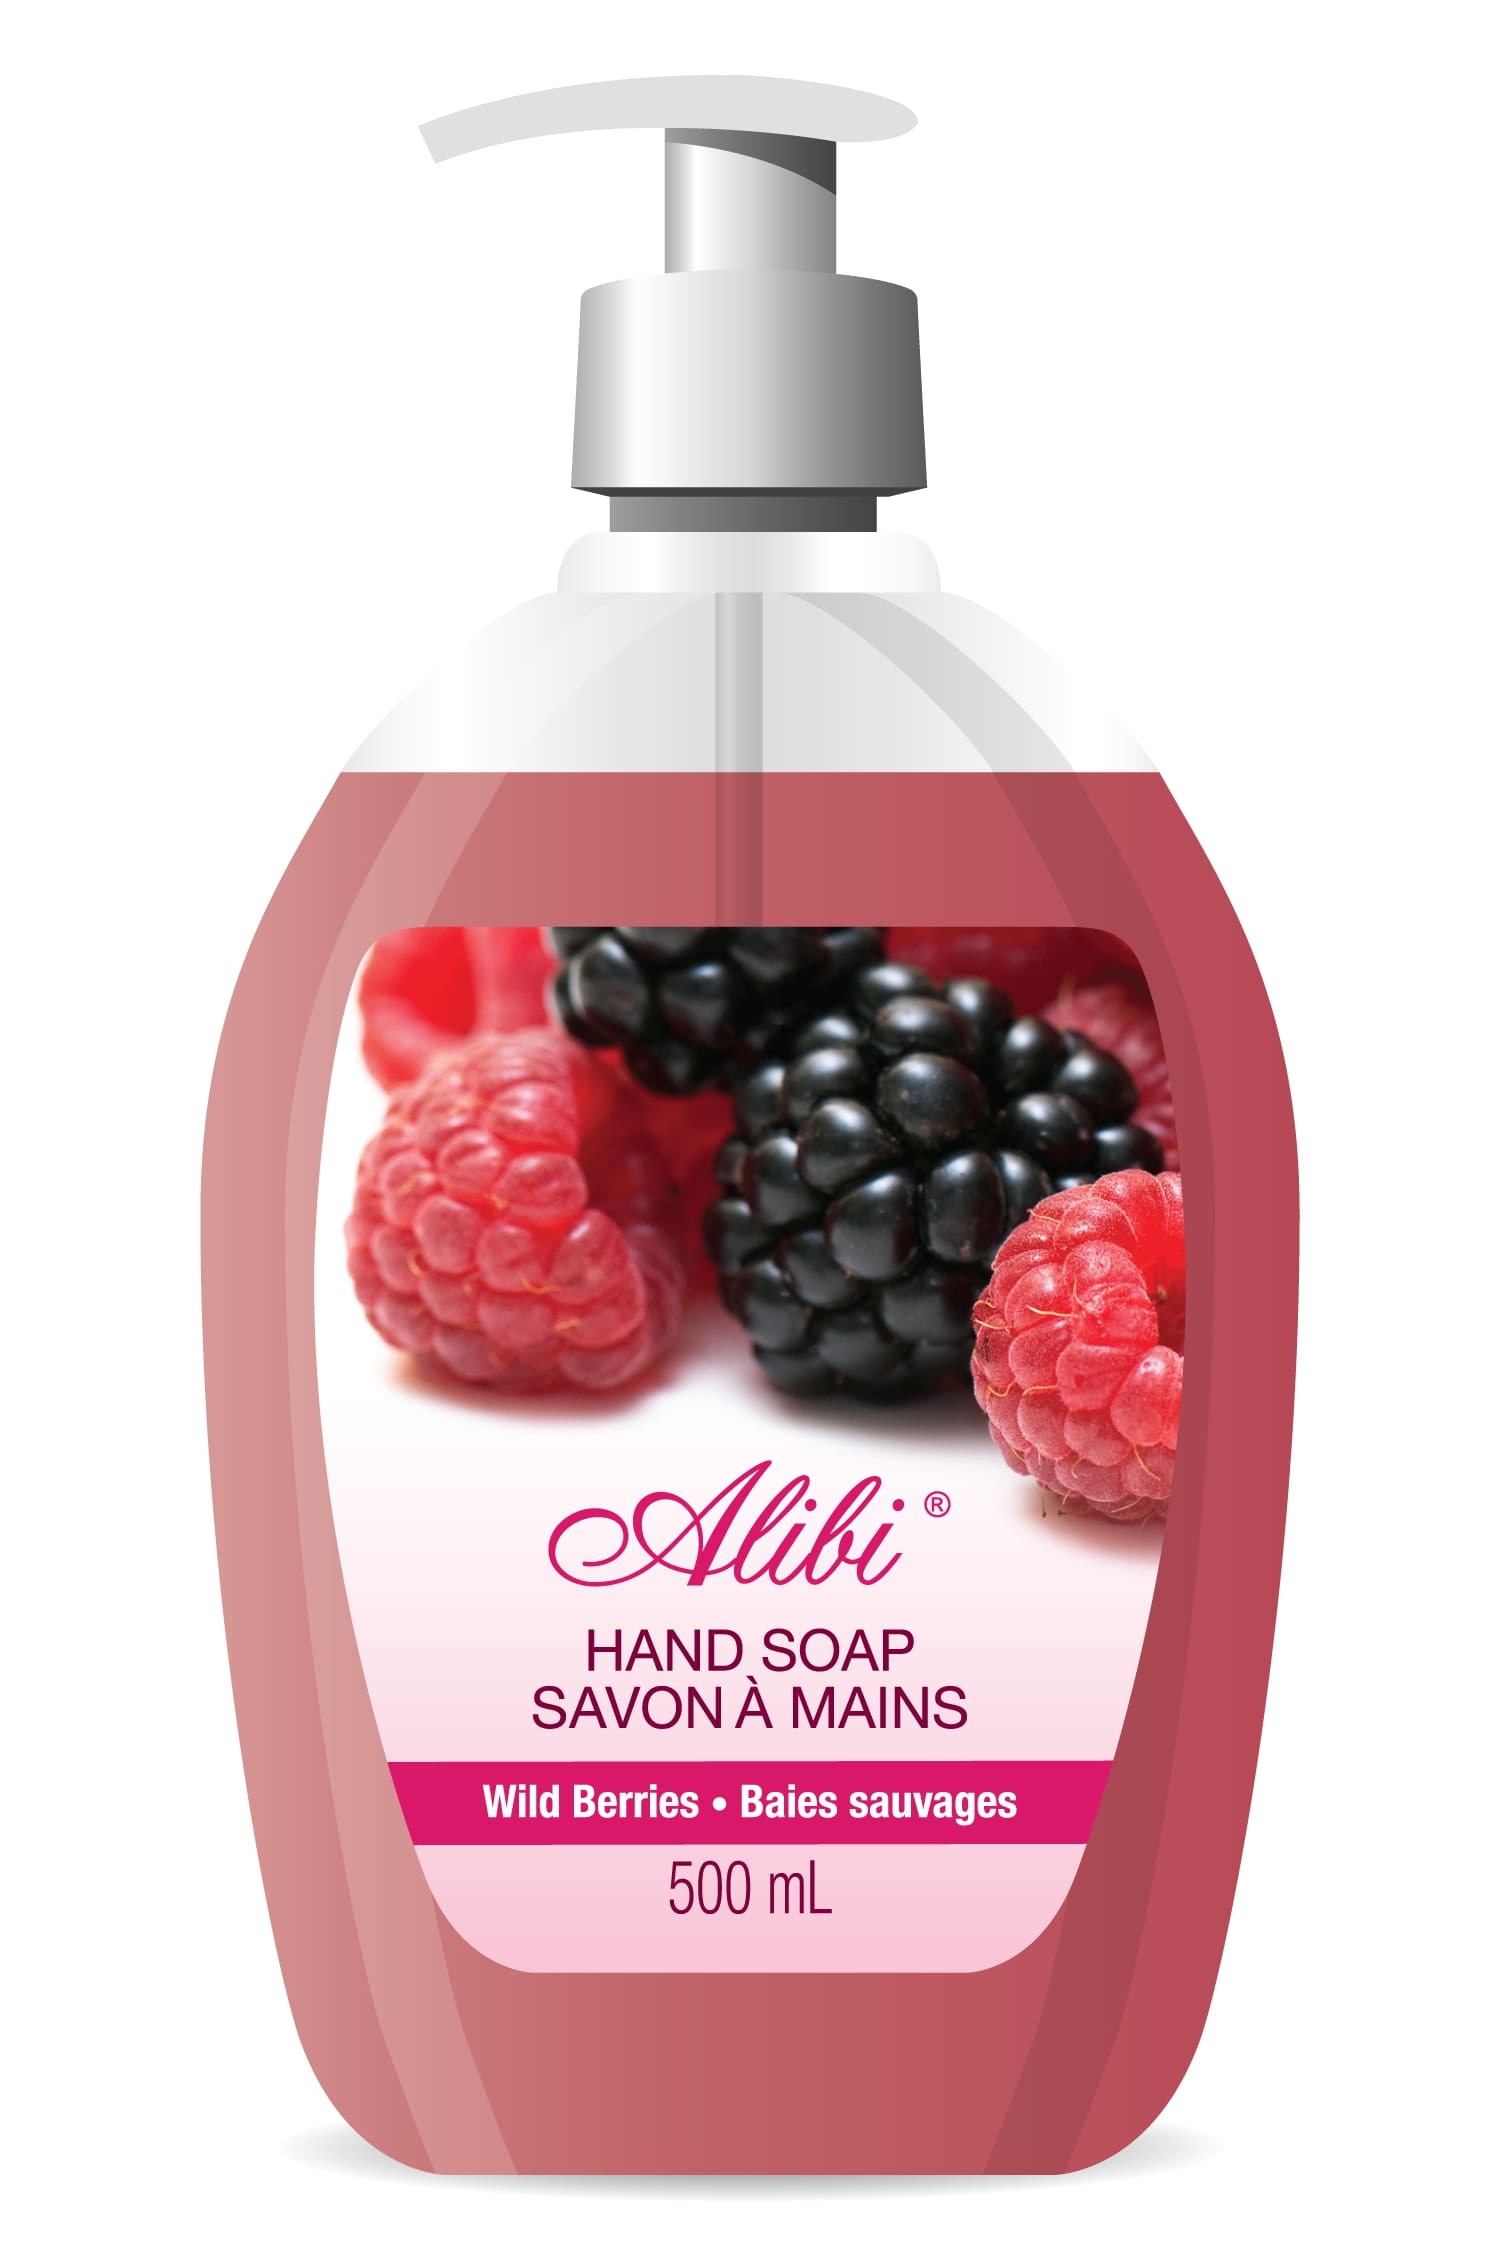 Alibi ®
HAND SOAP
SAVON À MAINS
Wild Berries • Baies sauvages
500 mL